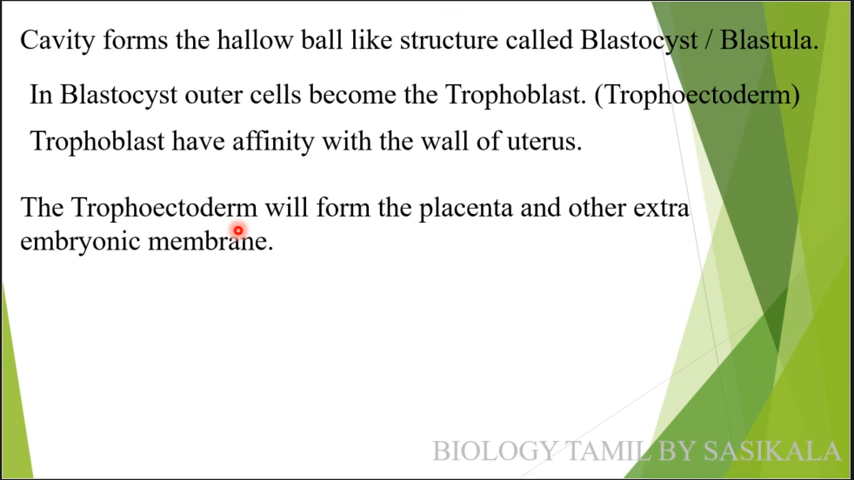 Cavity forms the hallow ball like structure called Blastocyst / Blastula.
In Blastocyst outer cells become the Trophoblast. (Trophoectoderm)
Trophoblast have affinity with the wall of uterus.
The Trophoectoderm will form the placenta and other extra
embryonic membrane.
BIOLOGY TAMIL BY SASIKALA